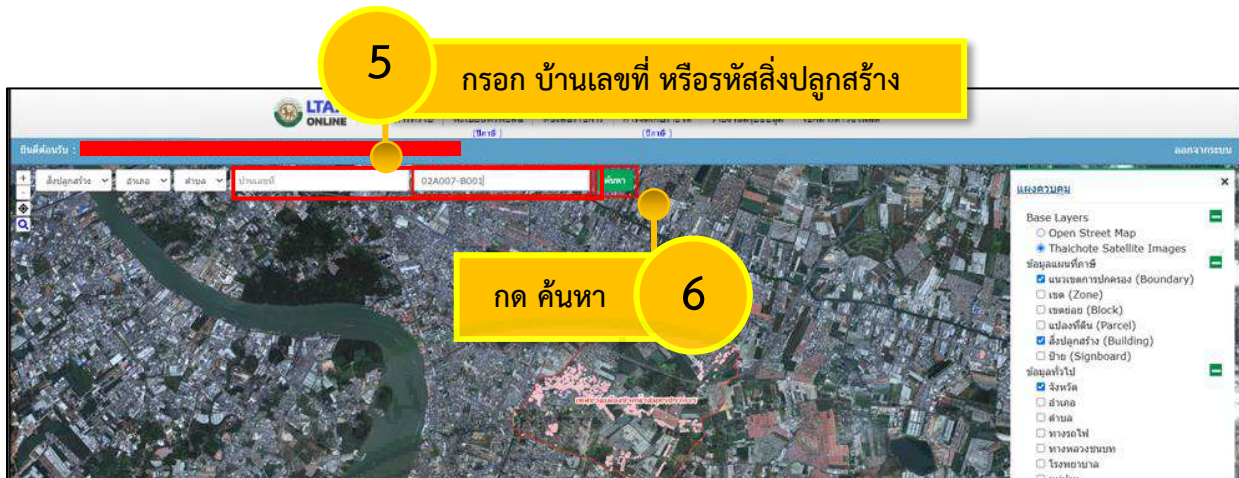 5
กรอก บ้านเลขที่ หรือรหัสสิ่งปลูกสร้าง
LTA
ONLINE
(ปีภาษี )
(ปีภาษี )
ยินดีต้อนรับ :
ออกจากระบบ
สิ่งปลูกสร้าง
อำเภอ
ตำบล
บ้านเลขที่
02A007-B001
ค้นหา
กด ค้นหา
6
แผงควบคุม
Base Layers
Open Street Map
Thaichote Satellite Images
ข้อมูลแผนที่ภาษี
แนวเขตการปกครอง (Boundary)
เขต (Zone)
เขตย่อย (Block)
แปลงที่ดิน (Parcel)
สิ่งปลูกสร้าง (Building)
ป้าย (Signboard)
ข้อมูลทั่วไป
จังหวัด
อำเภอ
ตำบล
ทางรถไฟ
ทางหลวงชนบท
โรงพยาบาล